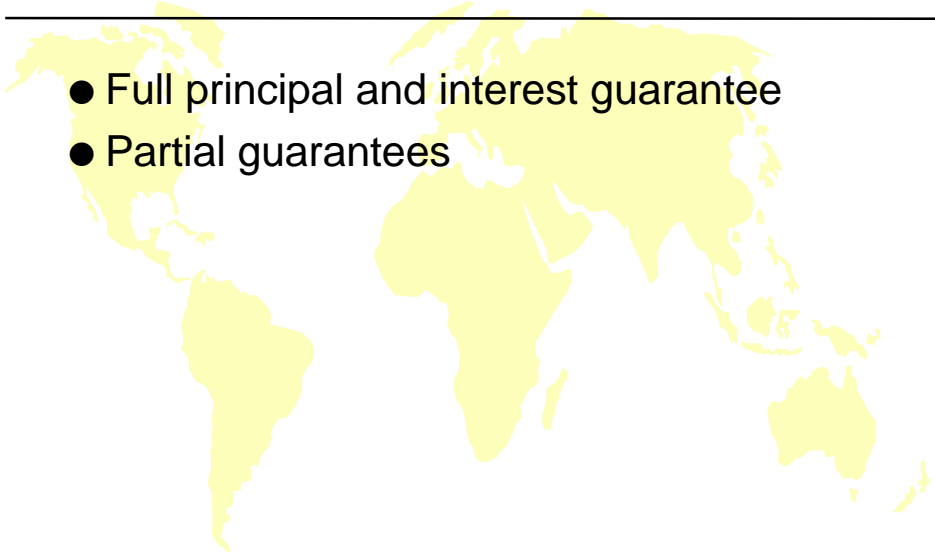 ● Full principal and interest guarantee
● Partial guarantees